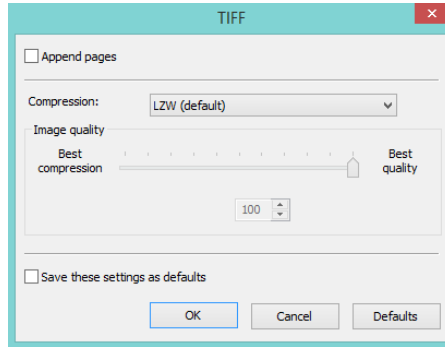 TIFF
Append pages
Compression:
LZW (default)
Image quality
Best compression
Best quality
100
Save these settings as defaults
OK
Cancel
Defaults